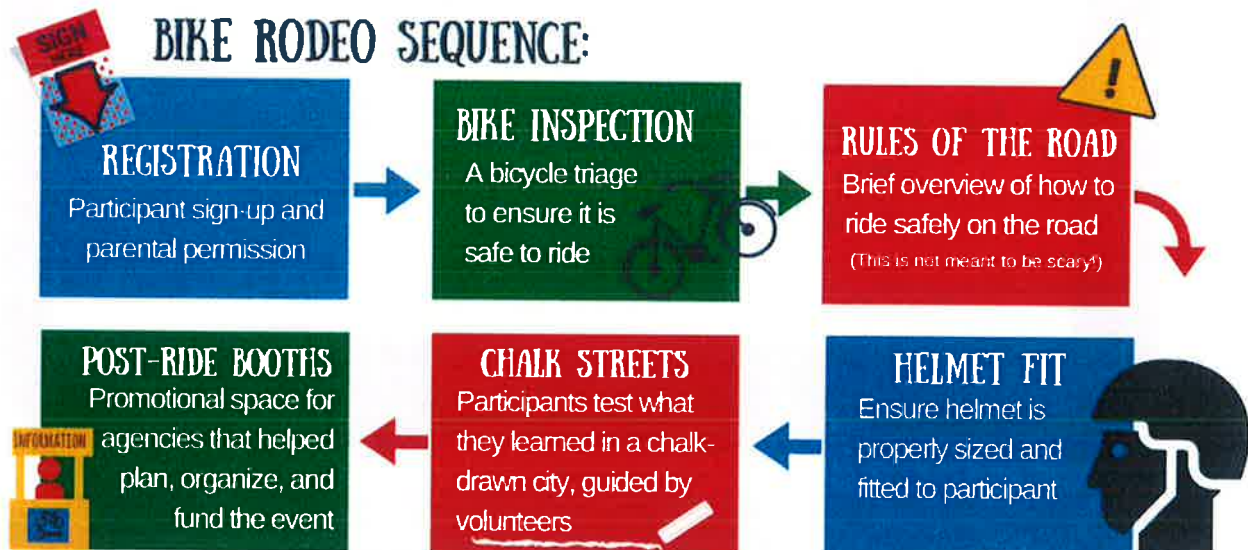 BIKE RODEO SEQUENCE:
SIGN
HERE
REGISTRATION
Participant sign-up and
parental permission
BIKE INSPECTION
A bicycle triage
to ensure it is
safe to ride
RULES OF THE ROAD
Brief overview of how to
ride safely on the road
(This is not meant to be scary!)
HELMET FIT
Ensure helmet is
properly sized and
fitted to participant
CHALK STREETS
Participants test what
they learned in a chalk-
drawn city, guided by
volunteers
POST-RIDE BOOTHS
Promotional space for
agencies that helped
plan, organize, and
fund the event
INFORMATION